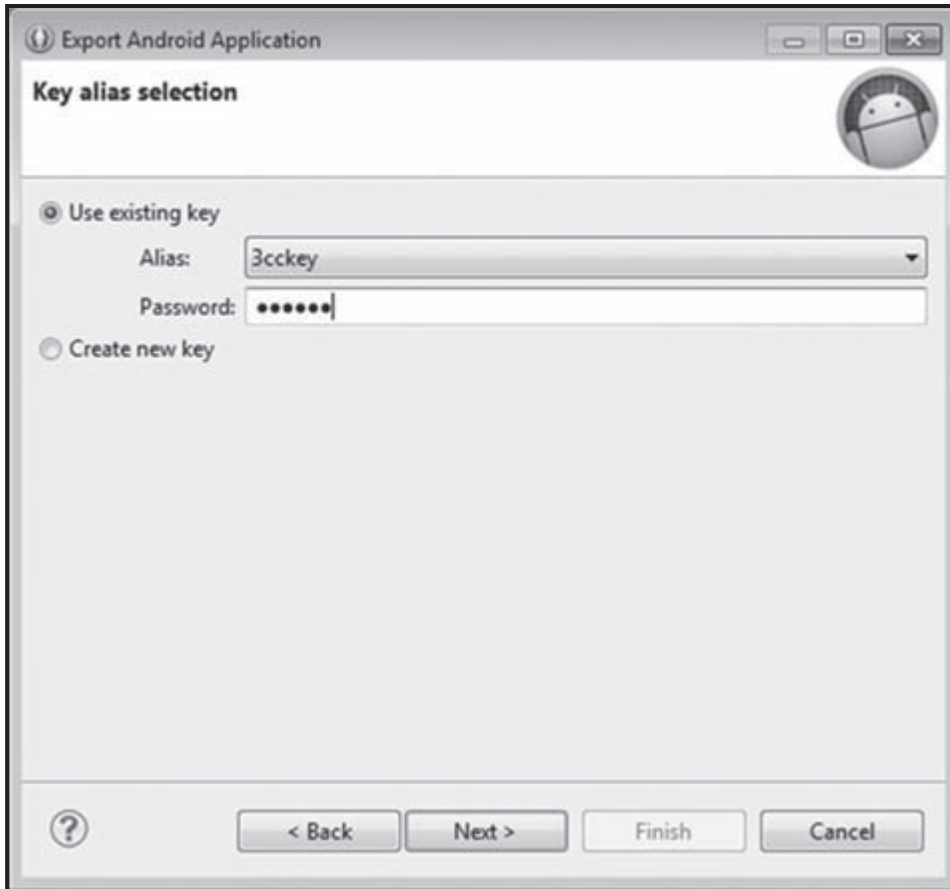 Export Android Application
Key alias selection
Use existing key
Alias: 3cckey
Password: ••••••
Create new key
? < Back Next > Finish Cancel